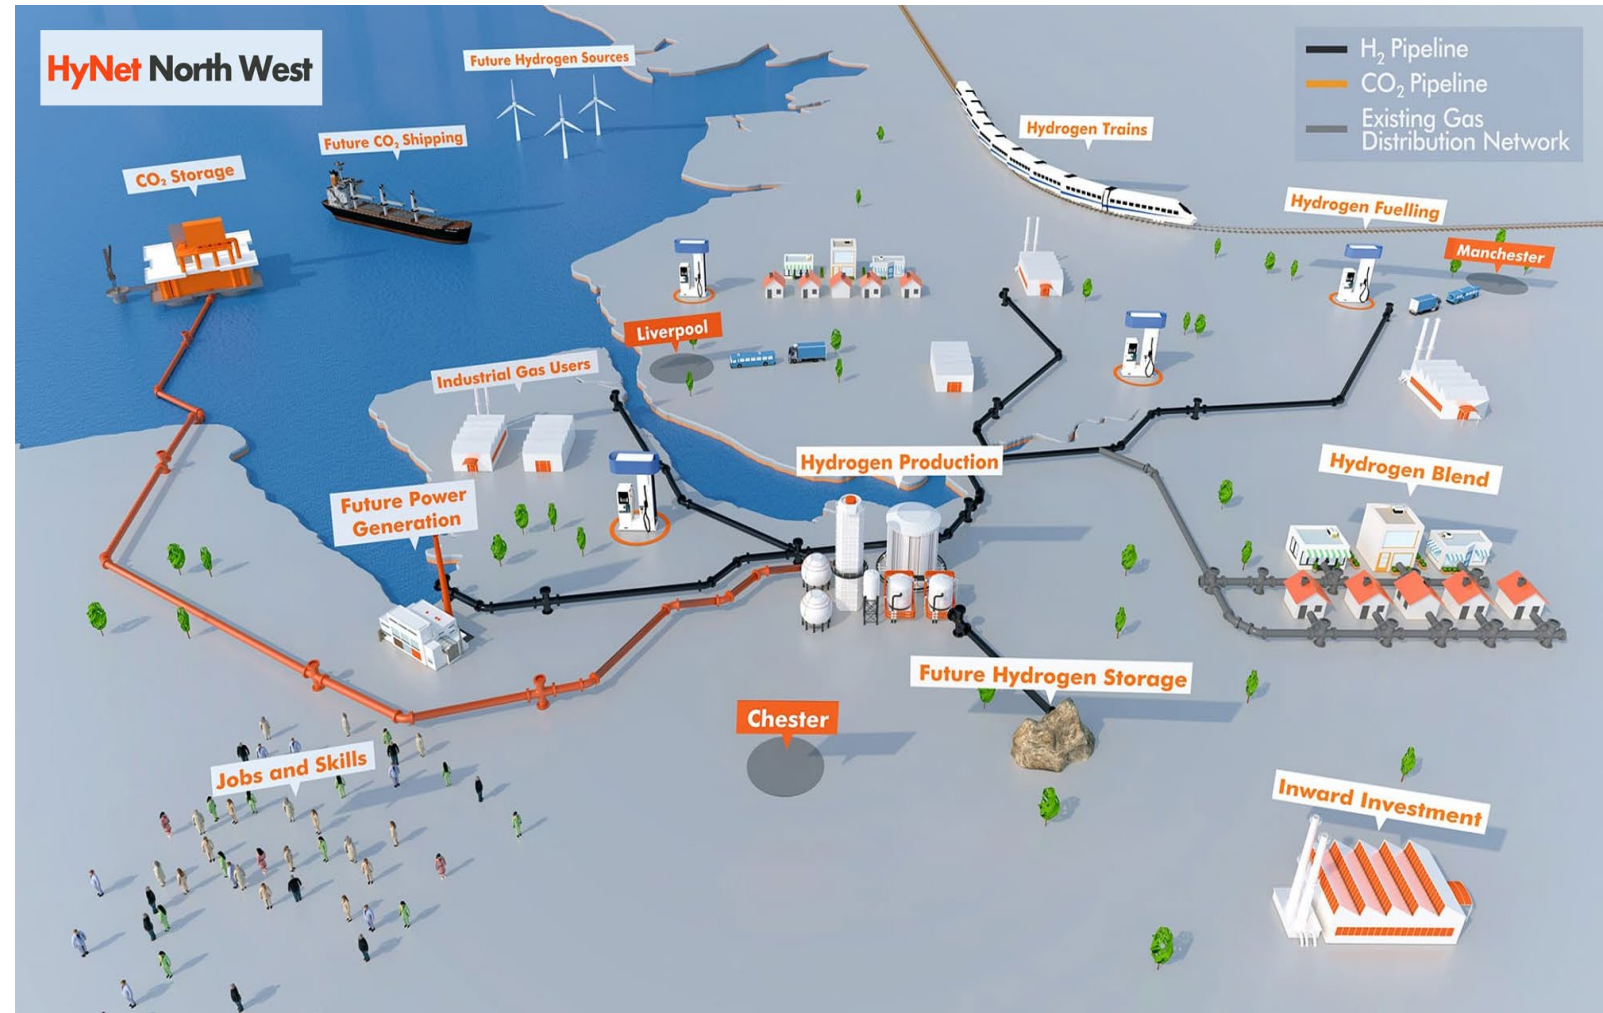 HyNet North West
Future Hydrogen Sources
H₂ Pipeline
CO₂ Pipeline
Existing Gas
Distribution Network
Future CO₂ Shipping
Hydrogen Trains
CO₂ Storage
Hydrogen Fuelling
Manchester
Liverpool
Industrial Gas Users
Hydrogen Production
Hydrogen Blend
Future Power
Generation
Future Hydrogen Storage
Chester
Jobs and Skills
Inward Investment